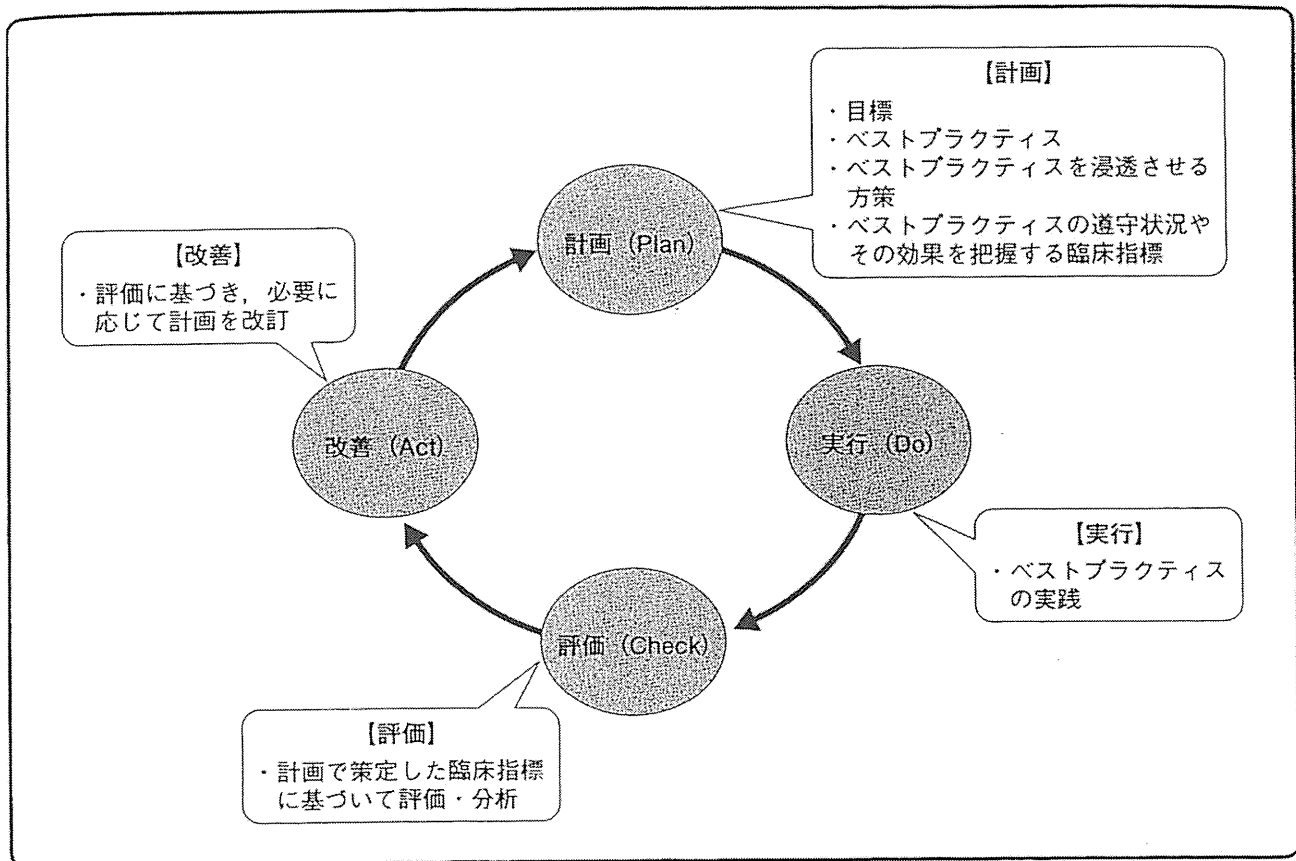 【計画】
・目標
・ベストプラクティス
・ベストプラクティスを浸透させる
方策
・ベストプラクティスの遵守状況や
その効果を把握する臨床指標
計画（Plan）
【改善】
・評価に基づき，必要に
応じて計画を改訂
改善（Act）
実行（Do）
【実行】
・ベストプラクティス
の実践
評価（Check）
【評価】
・計画で策定した臨床指標
に基づいて評価・分析